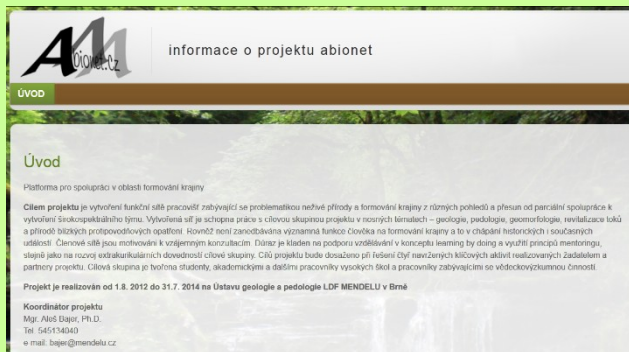 Abionet.cz
informace o projektu abionet
ÚVOD
Úvod
Platforma pro spolupráci v oblasti formování krajiny
Cílem projektu je vytvoření funkční sítě pracovišť zabývající se problematikou neživé přírody a formování krajiny z různých pohledů a přesun od parciální spolupráce k
vytvoření širokospektrálního týmu. Vytvořená síť je schopna práce s cílovou skupinou projektu v nosných tématech – geologie, pedologie, geomorfologie, revitalizace toků
a přírodě blízkých protipovodňových opatření. Rovněž není zanedbávána významná funkce člověka na formování krajiny a to v chápání historických i současných
událostí. Členové sítě jsou motivováni k vzájemným konzultacím. Důraz je kladen na podporu vzdělávání v konceptu learning by doing a využití principů mentoringu,
stejně jako na rozvoj extrakurikulárních dovedností cílové skupiny. Cílů projektu bude dosaženo při řešení čtyř navržených klíčových aktivit realizovaných žadatelem a
partnery projektu. Cílová skupina je tvořena studenty, akademickými a dalšími pracovníky vysokých škol a pracovníky zabývajícími se vědeckovýzkumnou činností.
Projekt je realizován od 1.8. 2012 do 31.7. 2014 na Ústavu geologie a pedologie LDF MENDELU v Brně
Koordinátor projektu
Mgr. Aleš Bajer, Ph.D.
Tel. 545134040
e mail: bajer@mendelu.cz